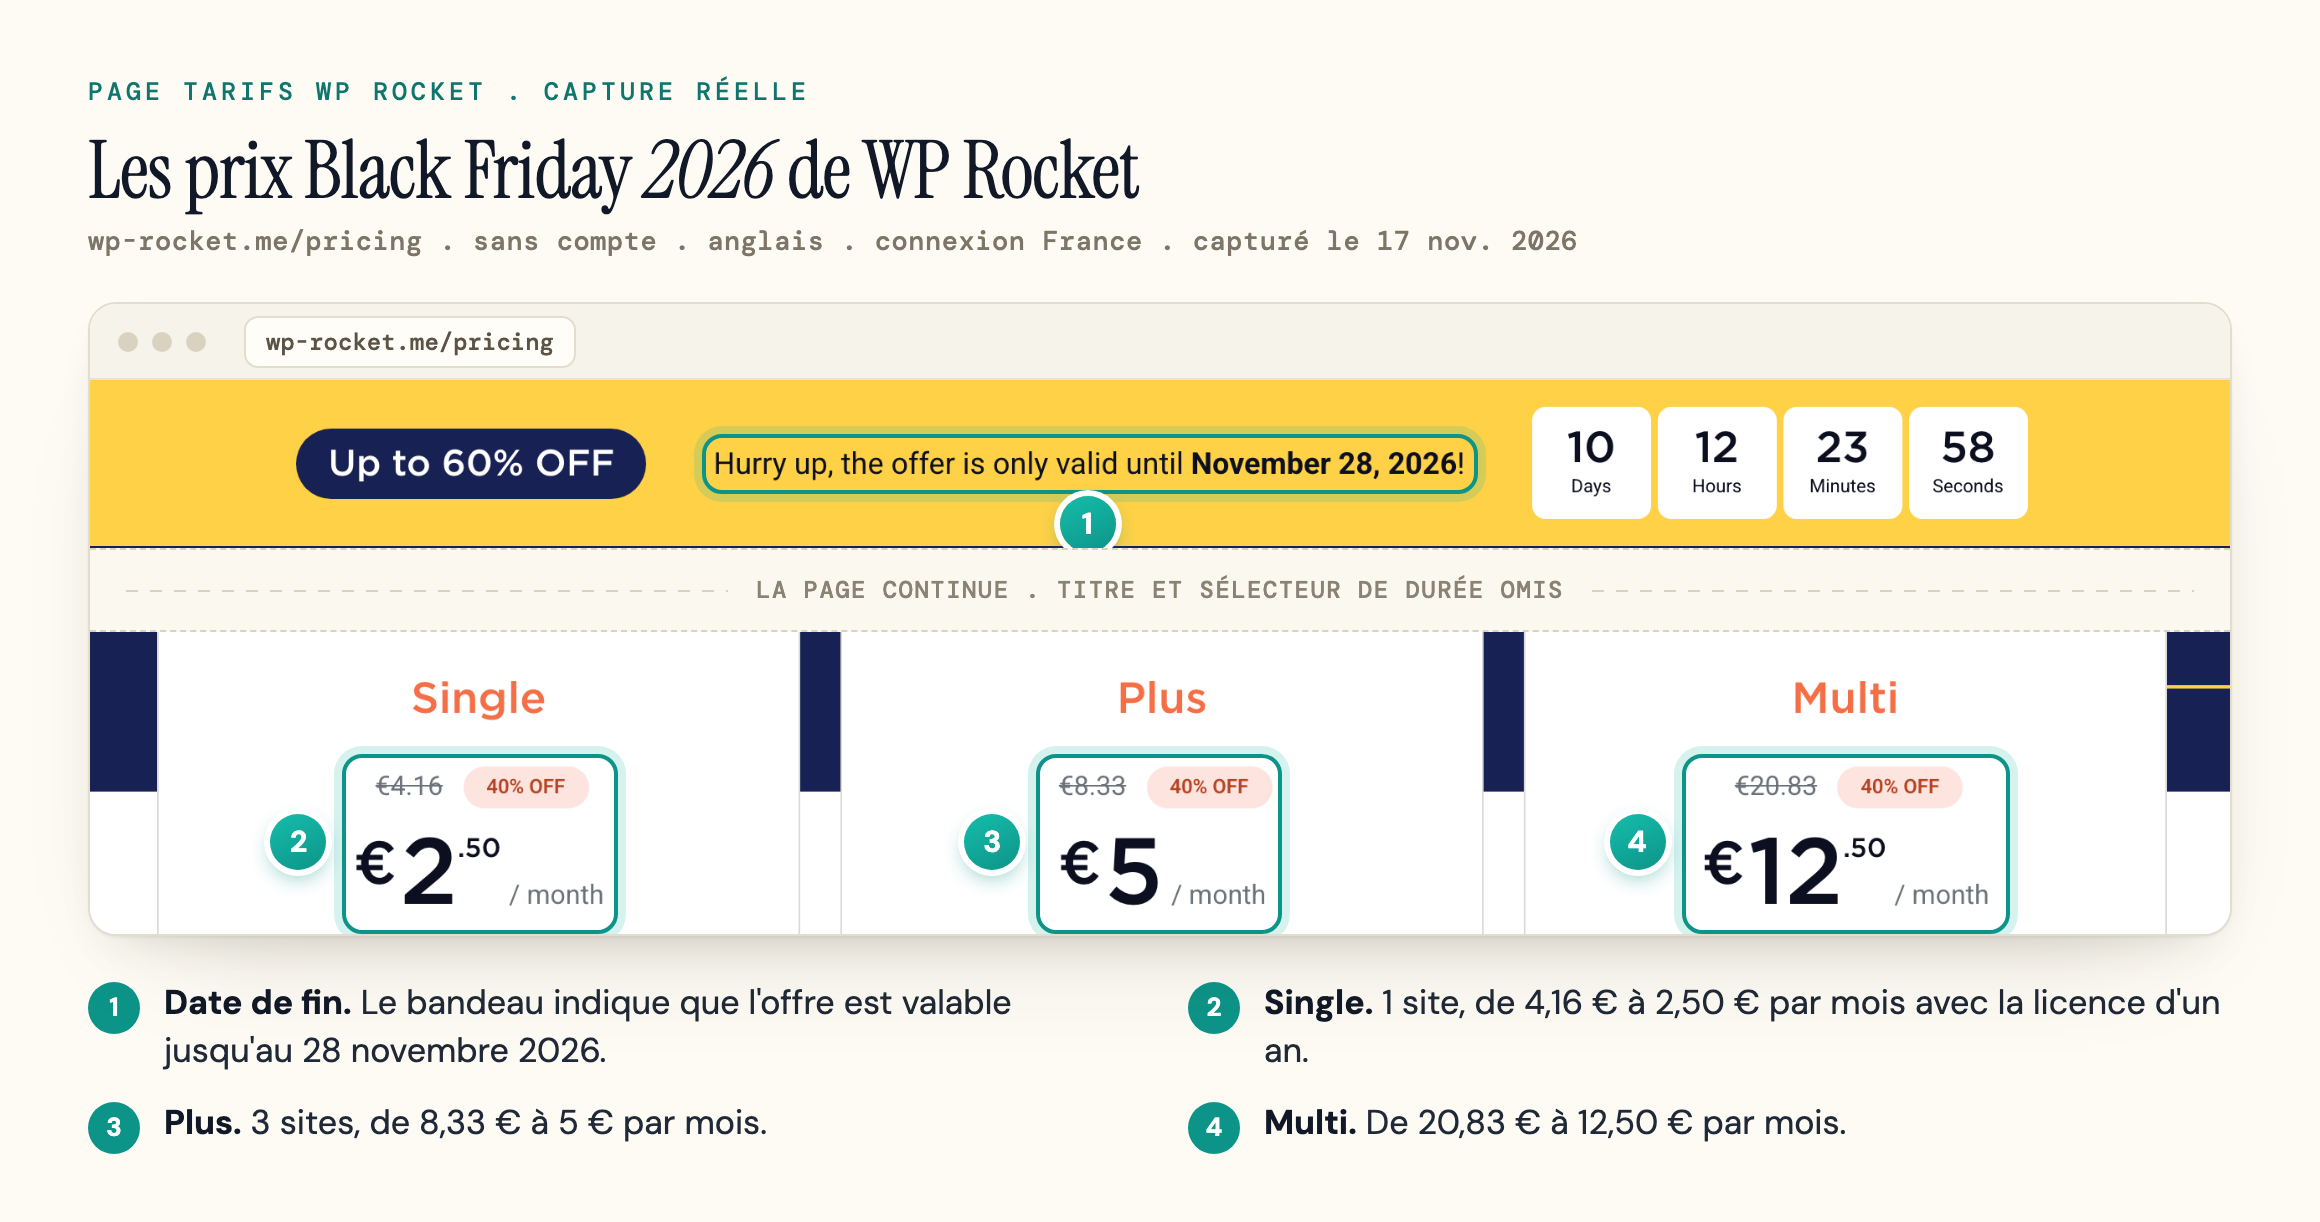 PAGE TARIFS WP ROCKET . CAPTURE RÉELLE
Les prix Black Friday 2026 de WP Rocket
wp-rocket.me/pricing . sans compte . anglais . connexion France . capturé le 17 nov. 2026
wp-rocket.me/pricing
Up to 60% OFF
Hurry up, the offer is only valid until November 28, 2026!
10 12 23 58
Days Hours Minutes Seconds
1
LA PAGE CONTINUE . TITRE ET SÉLECTEUR DE DURÉE OMIS
Single
€4.16 40% OFF
2
€2.50 / month
Plus
€8.33 40% OFF
3
€5 / month
Multi
€20.83 40% OFF
4
€12.50 / month
1 Date de fin. Le bandeau indique que l'offre est valable
jusqu'au 28 novembre 2026.
2 Single. 1 site, de 4,16 € à 2,50 € par mois avec la licence d'un
an.
3 Plus. 3 sites, de 8,33 € à 5 € par mois.
4 Multi. De 20,83 € à 12,50 € par mois.